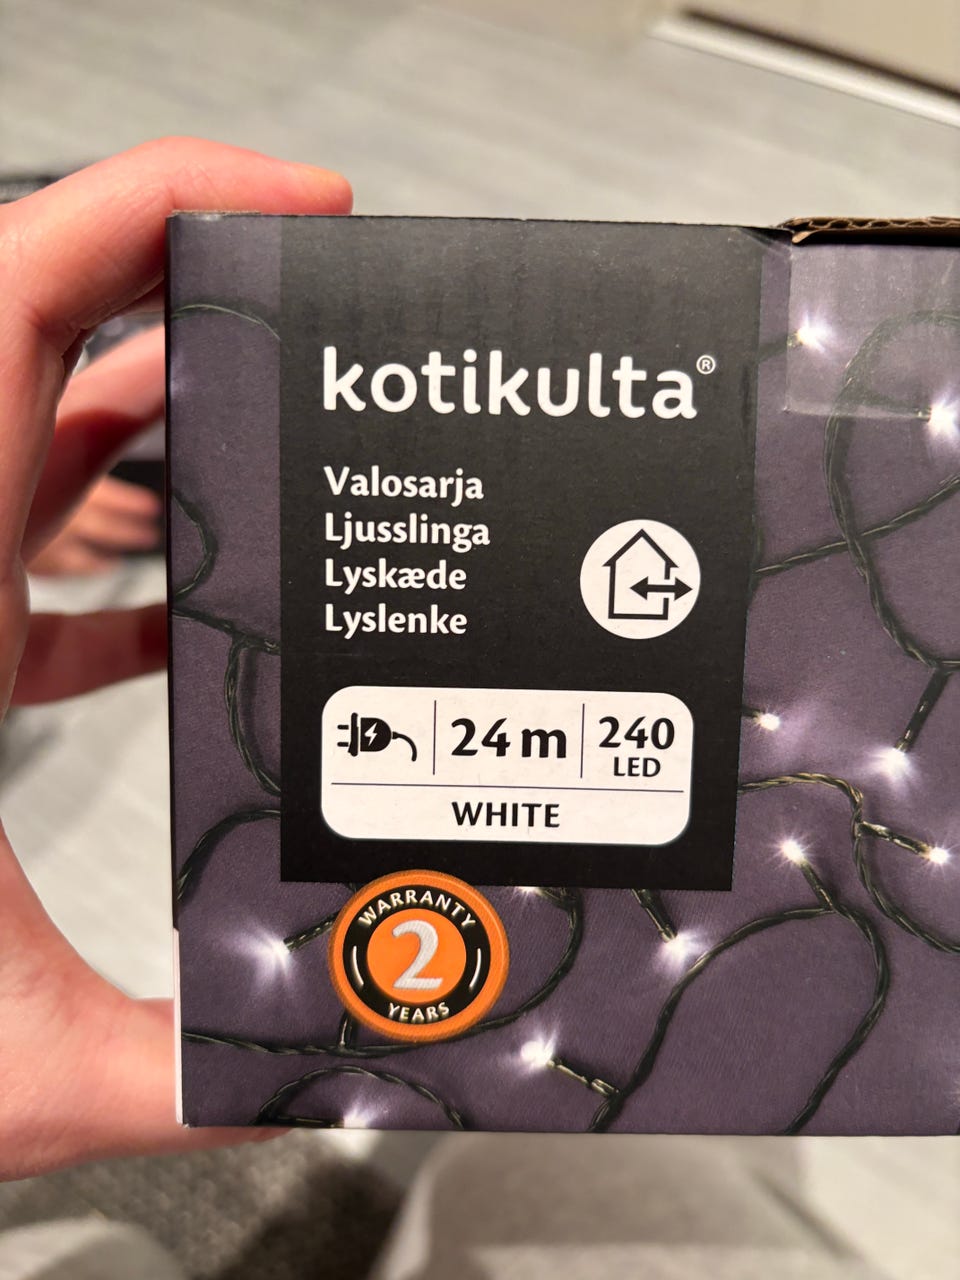 kotikulta®
Valosarja
Ljusslinga
Lyskæde
Lyslenke
24 m
240
LED
WHITE
WARRANTY
2
YEARS